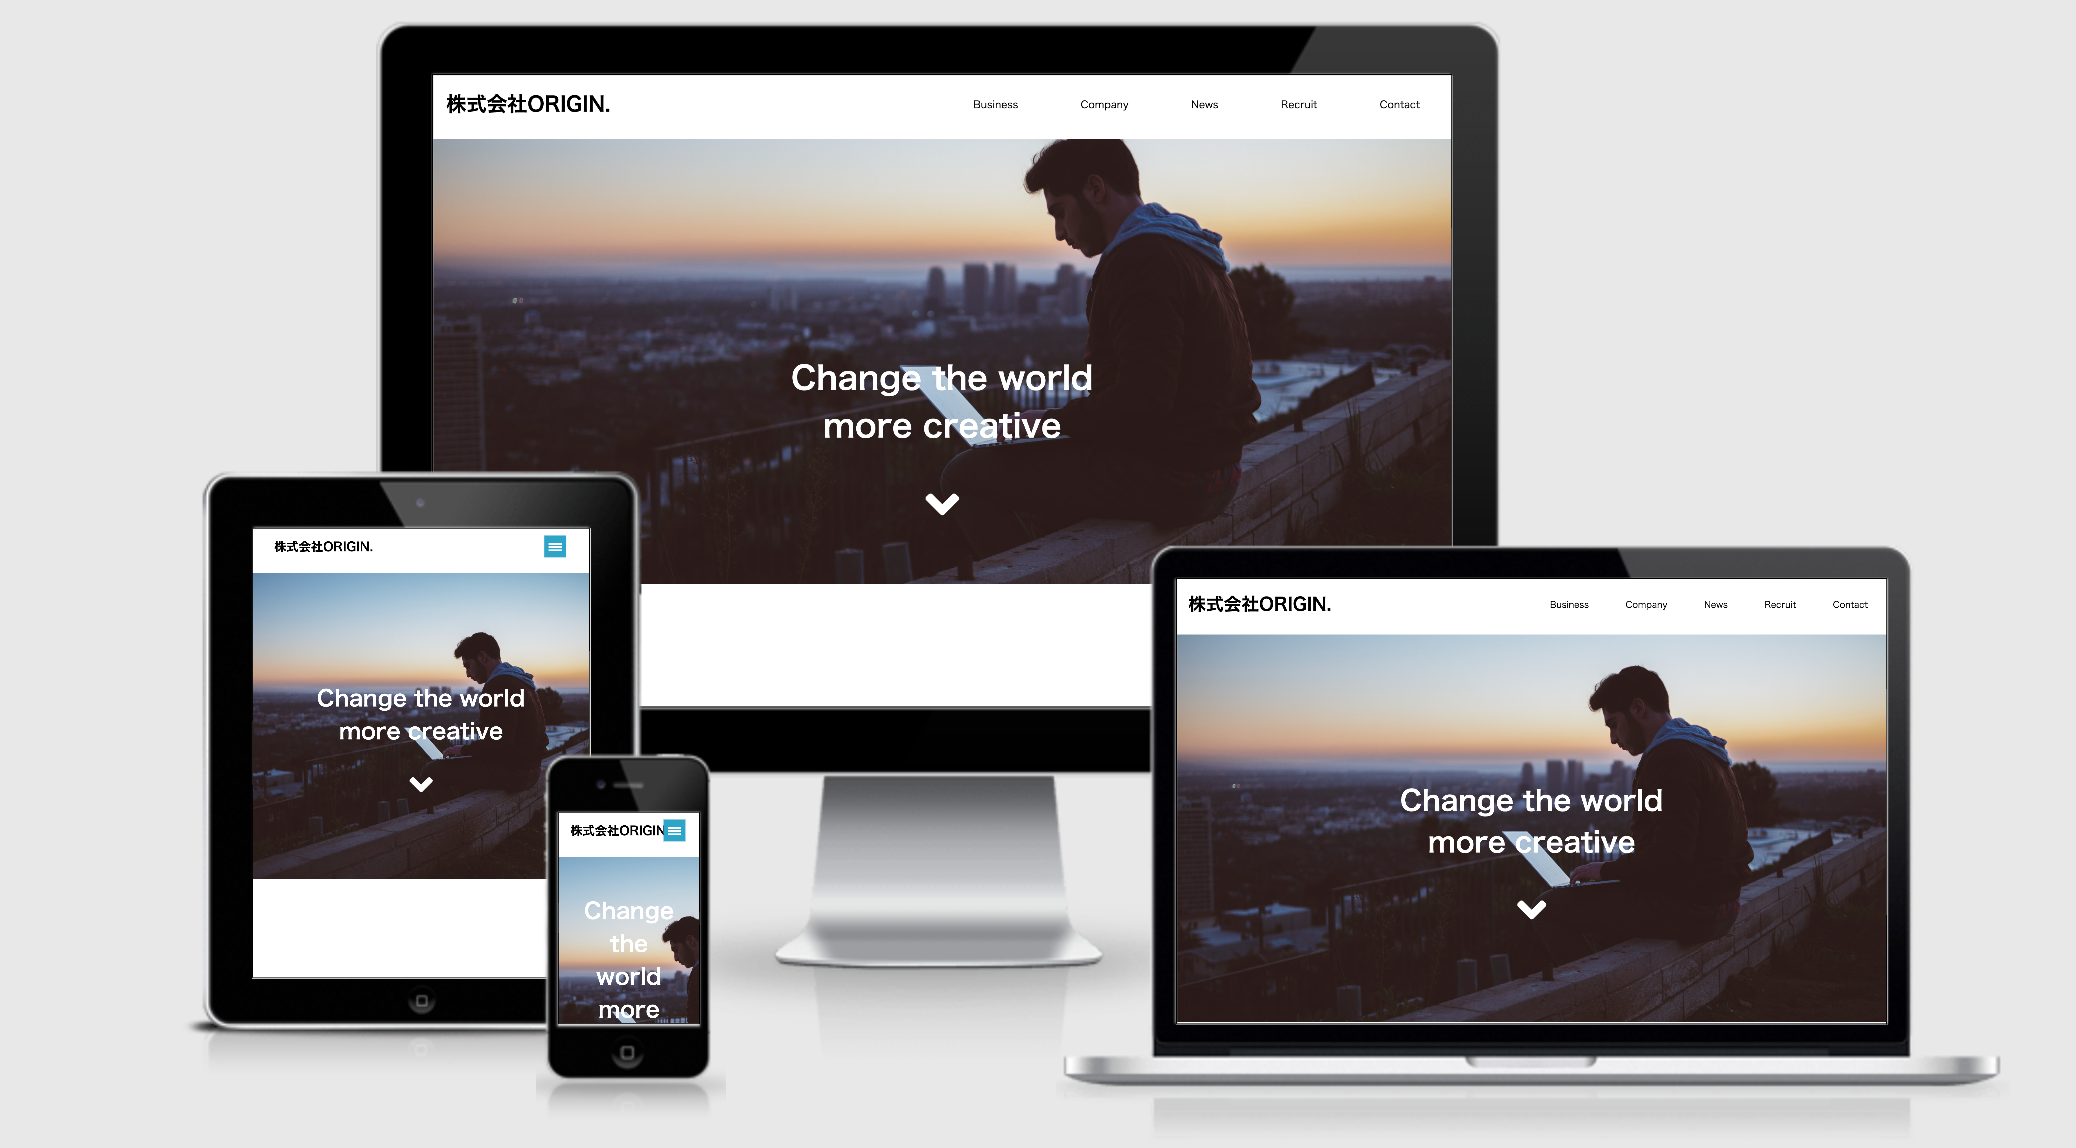 株式会社ORIGIN.
Business Company News Recruit Contact
Change the world
more creative
株式会社ORIGIN.
Change the world
more creative
株式会社ORIGIN
Change
the
world
more
株式会社ORIGIN.
Business Company News Recruit Contact
Change the world
more creative